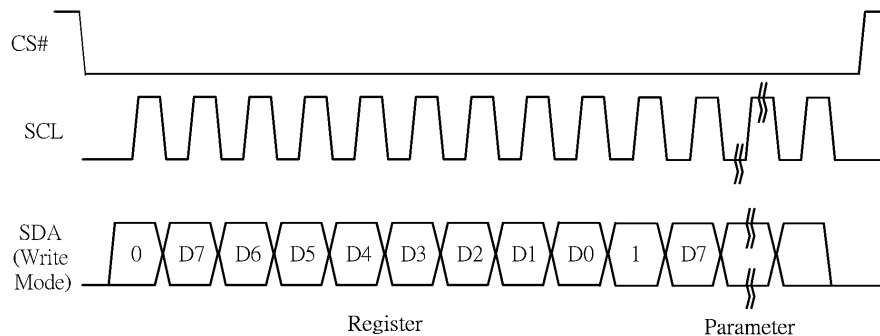 CS#
SCL
SDA
(Write
Mode)
0 D7 D6 D5 D4 D3 D2 D1 D0 1 D7
Register Parameter